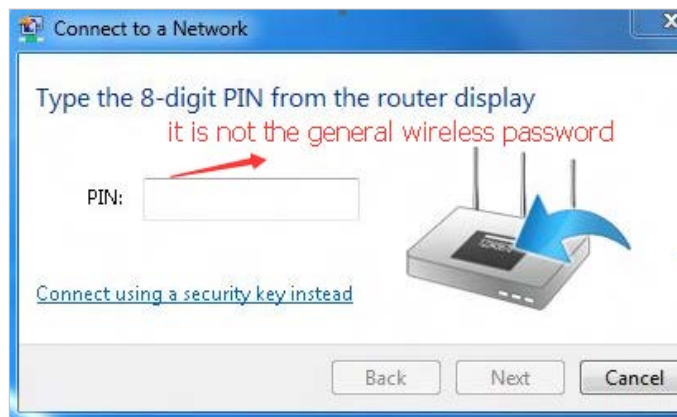 Connect to a Network
X
Type the 8-digit PIN from the router display
it is not the general wireless password
PIN:
Connect using a security key instead
Back
Next
Cancel